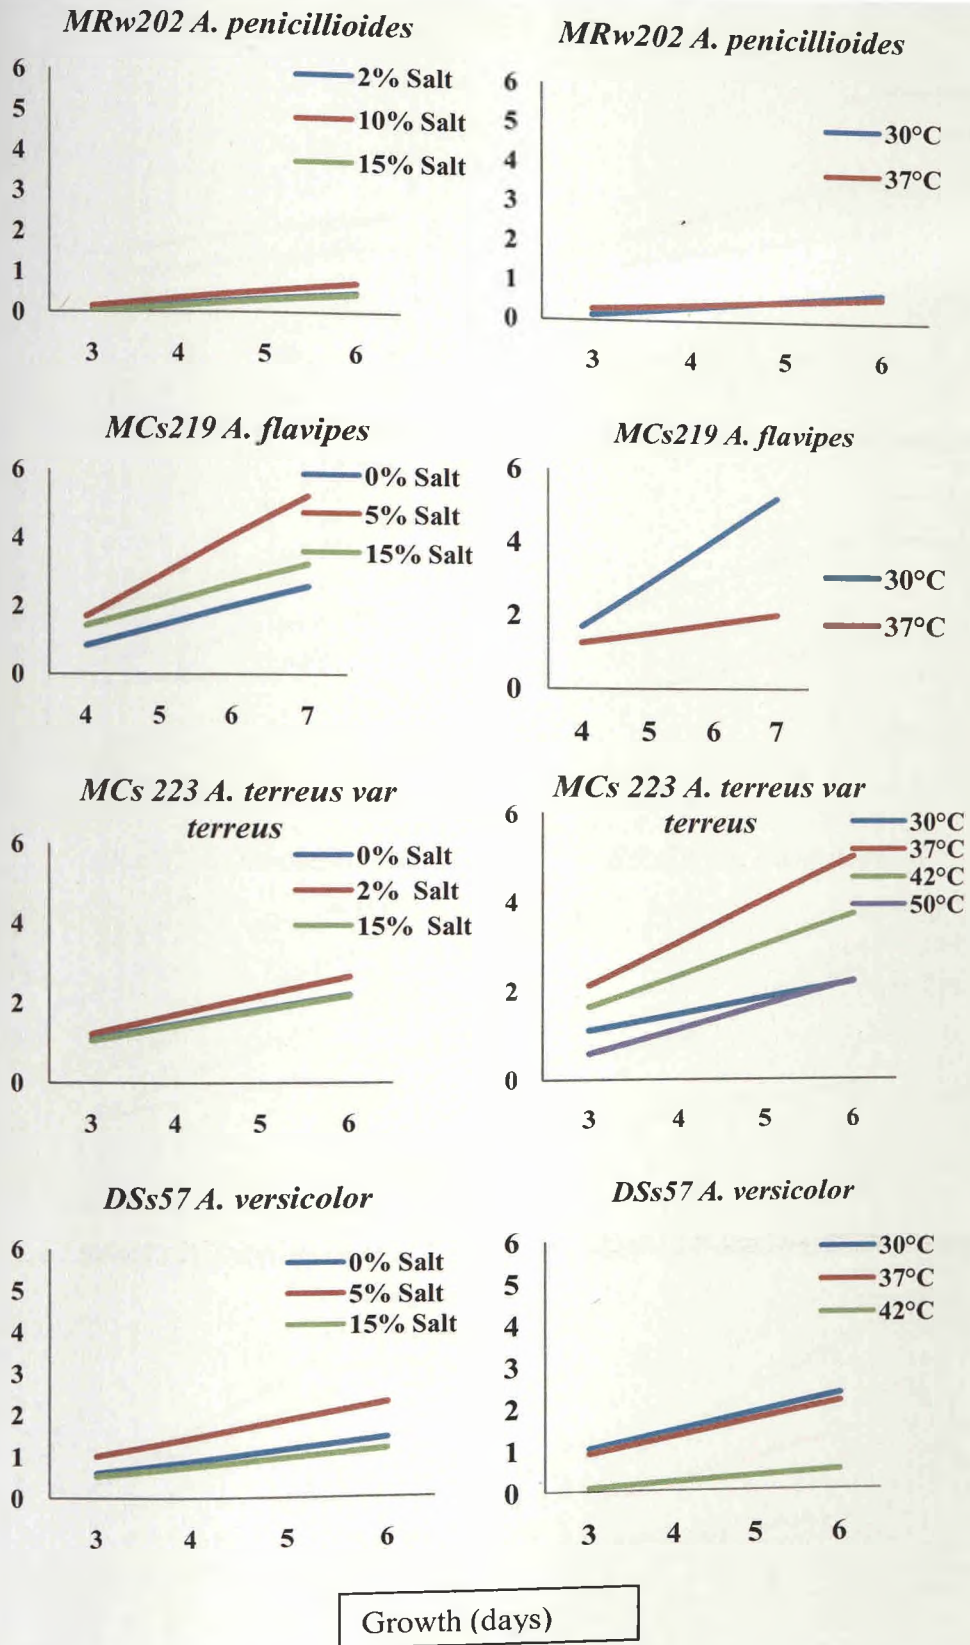 MRw202 A. penicillioides
6
5
4
3
2
1
0
2% Salt
10% Salt
15% Salt
3 4 5 6
MRw202 A. penicillioides
6
5
4
3
2
1
0
30°C
37°C
3 4 5 6
MCs219 A. flavipes
6
4
2
0
0% Salt
5% Salt
15% Salt
4 5 6 7
MCs219 A. flavipes
6
4
2
0
30°C
37°C
4 5 6 7
MCs 223 A. terreus var
terreus
6
4
2
0
0% Salt
2% Salt
15% Salt
3 4 5 6
MCs 223 A. terreus var
terreus
6
4
2
0
30°C
37°C
42°C
50°C
3 4 5 6
DSs57 A. versicolor
6
5
4
3
2
1
0
0% Salt
5% Salt
15% Salt
3 4 5 6
DSs57 A. versicolor
6
5
4
3
2
1
0
30°C
37°C
42°C
3 4 5 6
Growth (days)